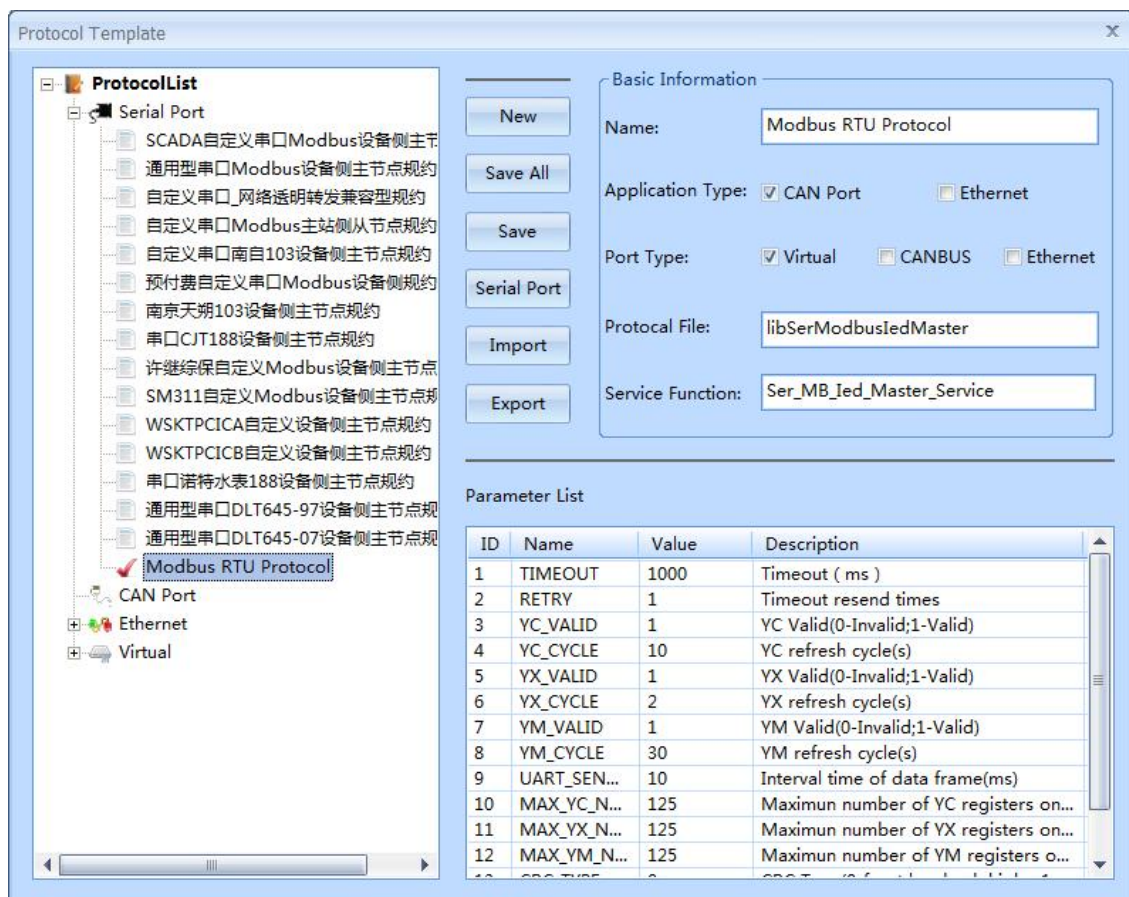 Protocol Template
ProtocolList
Serial Port
SCADA自定义串口Modbus设备侧主节
通用型串口Modbus设备侧主节点规约
自定义串口_网络透明转发兼容型规约
自定义串口Modbus主站侧从节点规约
自定义串口南自103设备侧主节点规约
预付费自定义串口Modbus设备侧规约
南京天朔103设备侧主节点规约
串口CJT188设备侧主节点规约
许继综保自定义Modbus设备侧主节点
SM311自定义Modbus设备侧主节点规
WSKTPCICA自定义设备侧主节点规约
WSKTPCICB自定义设备侧主节点规约
串口诺特水表188设备侧主节点规约
通用型串口DLT645-97设备侧主节点规
通用型串口DLT645-07设备侧主节点规
Modbus RTU Protocol
CAN Port
Ethernet
Virtual
New
Save All
Save
Serial Port
Import
Export
Basic Information
Name: Modbus RTU Protocol
Application Type: CAN Port Ethernet
Port Type: Virtual CANBUS Ethernet
Protocal File: libSerModbusIedMaster
Service Function: Ser_MB_Ied_Master_Service
Parameter List
ID Name Value Description
1 TIMEOUT 1000 Timeout ( ms )
2 RETRY 1 Timeout resend times
3 YC_VALID 1 YC Valid(0-Invalid;1-Valid)
4 YC_CYCLE 10 YC refresh cycle(s)
5 YX_VALID 1 YX Valid(0-Invalid;1-Valid)
6 YX_CYCLE 2 YX refresh cycle(s)
7 YM_VALID 1 YM Valid(0-Invalid;1-Valid)
8 YM_CYCLE 30 YM refresh cycle(s)
9 UART_SEN... 10 Interval time of data frame(ms)
10 MAX_YC_N... 125 Maximun number of YC registers on...
11 MAX_YX_N... 125 Maximun number of YX registers on...
12 MAX_YM_N... 125 Maximun number of YM registers o...